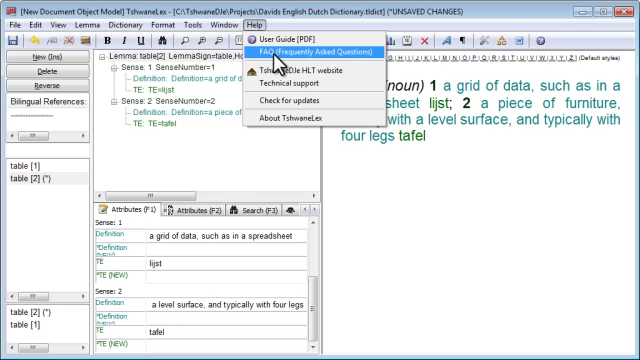 [New Document Object Model] TshwaneLex - [C:\TshwaneDJe\Projects\Davids English Dutch Dictionary.tldict] (*UNSAVED CHANGES)
File Edit View Lemma Dictionary Format Tools Window Help
User Guide [PDF]
FAQ (Frequently Asked Questions)
TshwaneDJe HLT website
Technical support
Check for updates
About TshwaneLex
New (Ins)
Delete
Reverse
Bilingual References:
table [1]
table [2] (*)
table [2] (*)
table [1]
Lemma: table[2] LemmaSign=table,Ho
Sense: 1 SenseNumber=1
Definition: Definition=a grid of d
TE: TE=lijst
Sense: 2 SenseNumber=2
Definition: Definition=a piece of
TE: TE=tafel
Attributes (F1) Attributes (F2) Search (F3)
Sense: 1
Definition a grid of data, such as in a spreadsheet
*Definition
TE lijst
*TE (NEW)
Sense: 2
Definition a level surface, and typically with four legs
*Definition
TE tafel
*TE (NEW)
G H I J K L M N O P Q R S T U V W X Y Z (Default styles)
(noun) 1 a grid of data, such as in a
sheet lijst; 2 a piece of furniture,
with a level surface, and typically with
four legs tafel